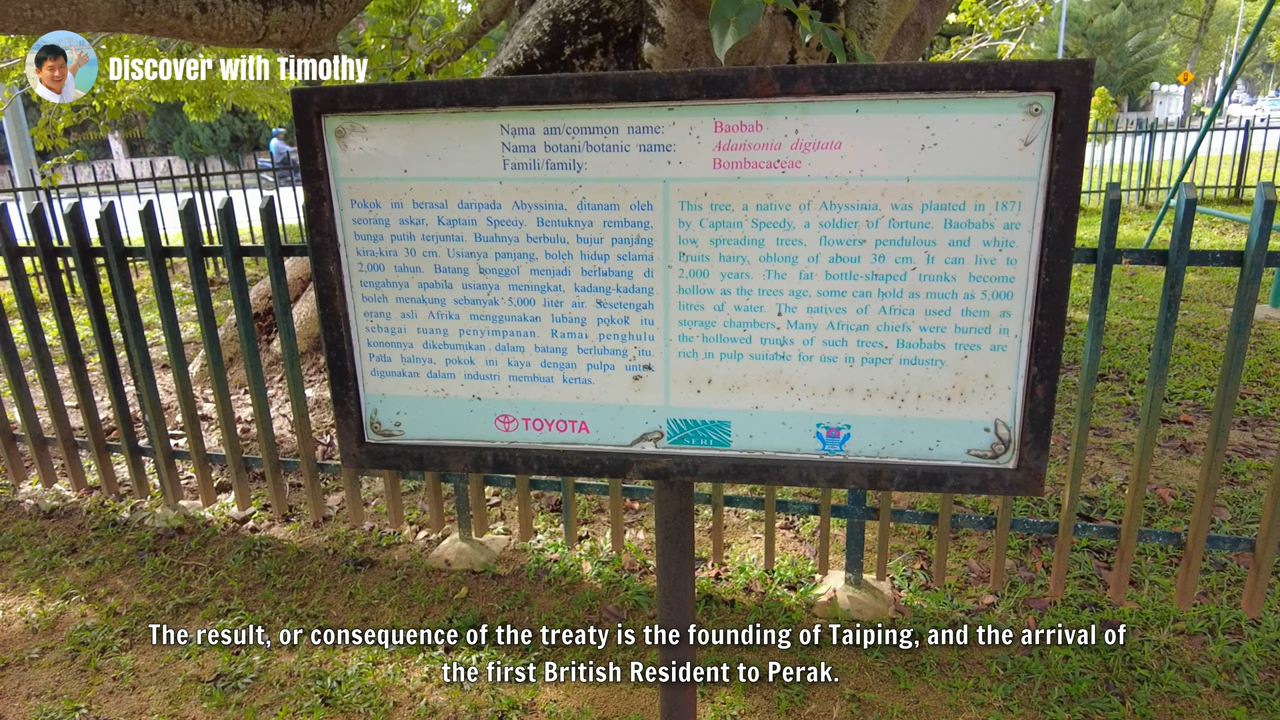 Discover with Timothy
Nama am/common name: Baobab
Nama botani/botanic name: Adansonia digitata
Famili/family: Bombacaceae
Pokok ini berasal daripada Abyssinia, ditanam oleh
seorang askar, Kaptain Speedy. Bentuknya rembang,
bunga putih terjuntai. Buahnya berbulu, bujur panjang
kira-kira 30 cm. Usianya panjang, boleh hidup selama
2,000 tahun. Batang bonggol menjadi berlubang di
tengahnya apabila usianya meningkat, kadang-kadang
boleh menakung sebanyak 5,000 liter air. Sesetengah
orang asli Afrika menggunakan lubang pokok itu
sebagai ruang penyimpanan. Ramai penghulu
kononnya dikebumikan dalam batang berlubang itu.
Pada halnya, pokok ini kaya dengan pulpa untuk
digunakan dalam industri membuat kertas.
This tree, a native of Abyssinia, was planted in 1871
by Captain Speedy, a soldier of fortune. Baobabs are
low spreading trees, flowers pendulous and white.
Fruits hairy, oblong of about 30 cm. It can live to
2,000 years. The fat bottle-shaped trunks become
hollow as the trees age, some can hold as much as 5,000
litres of water. The natives of Africa used them as
storage chambers. Many African chiefs were buried in
the hollowed trunks of such trees. Baobabs trees are
rich in pulp suitable for use in paper industry.
TOYOTA
SERI
The result, or consequence of the treaty is the founding of Taiping, and the arrival of
the first British Resident to Perak.